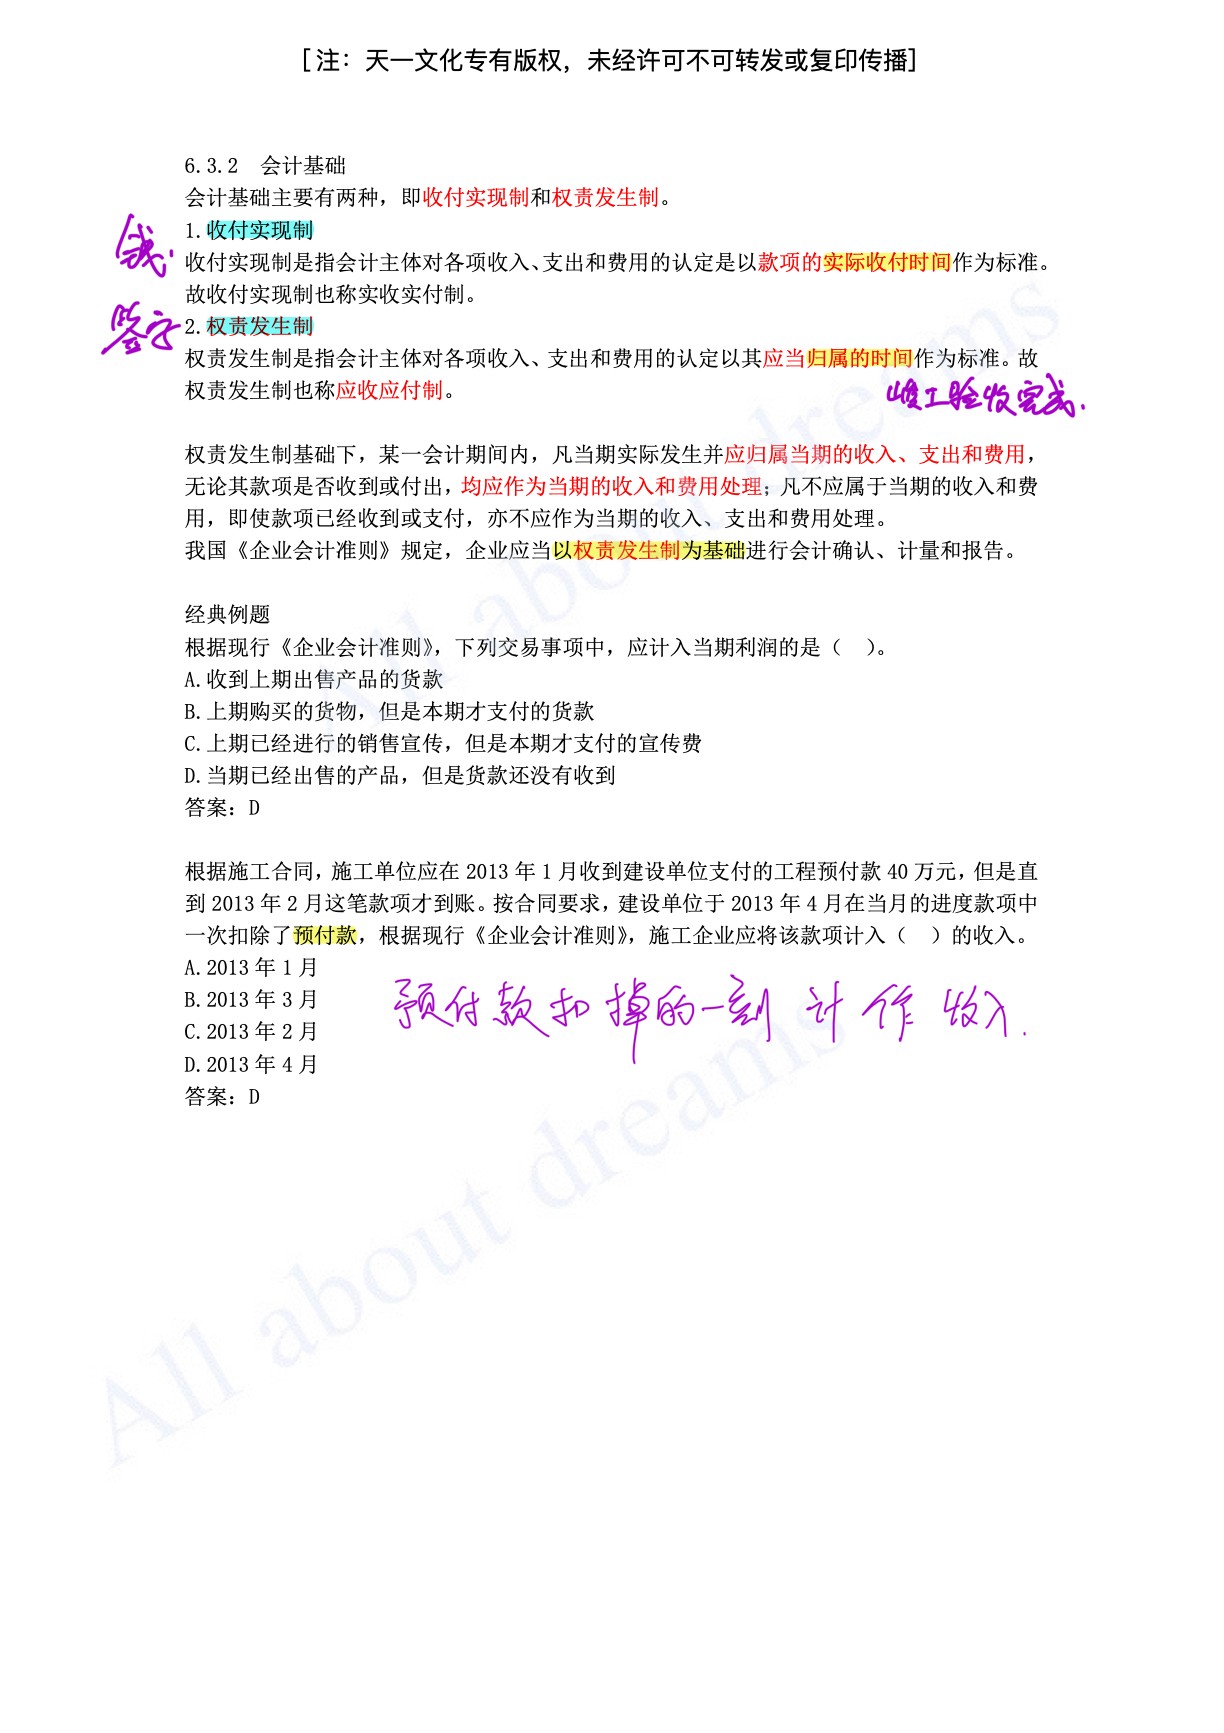 [注：天一文化专有版权，未经许可不可转发或复印传播]
6.3.2 会计基础
会计基础主要有两种，即收付实现制和权责发生制。
1.收付实现制
钱.
收付实现制是指会计主体对各项收入、支出和费用的认定是以款项的实际收付时间作为标准。
故收付实现制也称实收实付制。
签字
2.权责发生制
权责发生制是指会计主体对各项收入、支出和费用的认定以其应当归属的时间作为标准。故
权责发生制也称应收应付制。
竣工验收完成.
权责发生制基础下，某一会计期间内，凡当期实际发生并应归属当期的收入、支出和费用，
无论其款项是否收到或付出，均应作为当期的收入和费用处理；凡不应属于当期的收入和费
用，即使款项已经收到或支付，亦不应作为当期的收入、支出和费用处理。
我国《企业会计准则》规定，企业应当以权责发生制为基础进行会计确认、计量和报告。
经典例题
根据现行《企业会计准则》，下列交易事项中，应计入当期利润的是（ ）。
A.收到上期出售产品的货款
B.上期购买的货物，但是本期才支付的货款
C.上期已经进行的销售宣传，但是本期才支付的宣传费
D.当期已经出售的产品，但是货款还没有收到
答案：D
根据施工合同，施工单位应在 2013 年 1 月收到建设单位支付的工程预付款 40 万元，但是直
到 2013 年 2 月这笔款项才到账。按合同要求，建设单位于 2013 年 4 月在当月的进度款项中
一次扣除了预付款，根据现行《企业会计准则》，施工企业应将该款项计入（ ）的收入。
A.2013 年 1 月
B.2013 年 3 月
预付款扣掉的一刻计作收入.
C.2013 年 2 月
D.2013 年 4 月
答案：D
All about dreams
All about dreams